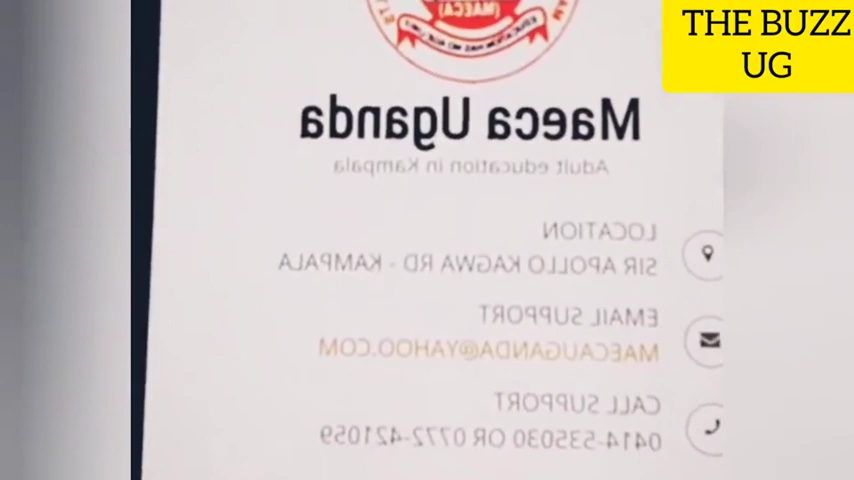 THE BUZZ
UG
(MAECA)
Maeca Uganda
Adult education in Kampala
LOCATION
SIR APOLLO KAGWA RD - KAMPALA
EMAIL SUPPORT
MAECAUGANDA@YAHOO.COM
CALL SUPPORT
0414-535030 OR 0772-421059